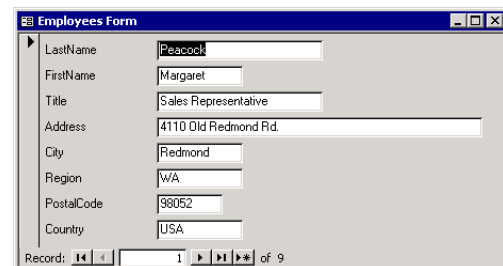 Employees Form
LastName Peacock
FirstName Margaret
Title Sales Representative
Address 4110 Old Redmond Rd.
City Redmond
Region WA
PostalCode 98052
Country USA
Record: 1 of 9